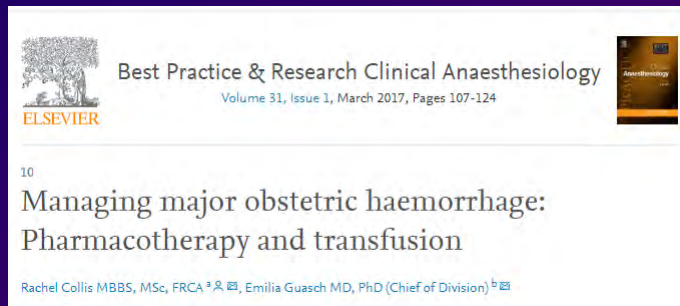 Best Practice & Research Clinical Anaesthesiology
Volume 31, Issue 1, March 2017, Pages 107-124
ELSEVIER
Anaesthesiology
10
Managing major obstetric haemorrhage:
Pharmacotherapy and transfusion
Rachel Collis MBBS, MSc, FRCA a, Emilia Guasch MD, PhD (Chief of Division) b